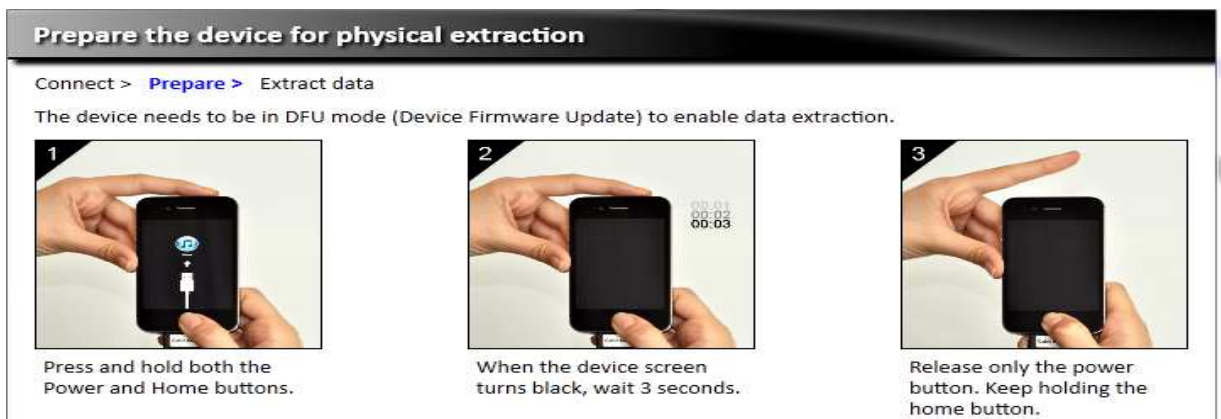 Prepare the device for physical extraction
Connect > Prepare > Extract data
The device needs to be in DFU mode (Device Firmware Update) to enable data extraction.
1
2
00:01
00:02
00:03
3
Press and hold both the
Power and Home buttons.
When the device screen
turns black, wait 3 seconds.
Release only the power
button. Keep holding the
home button.